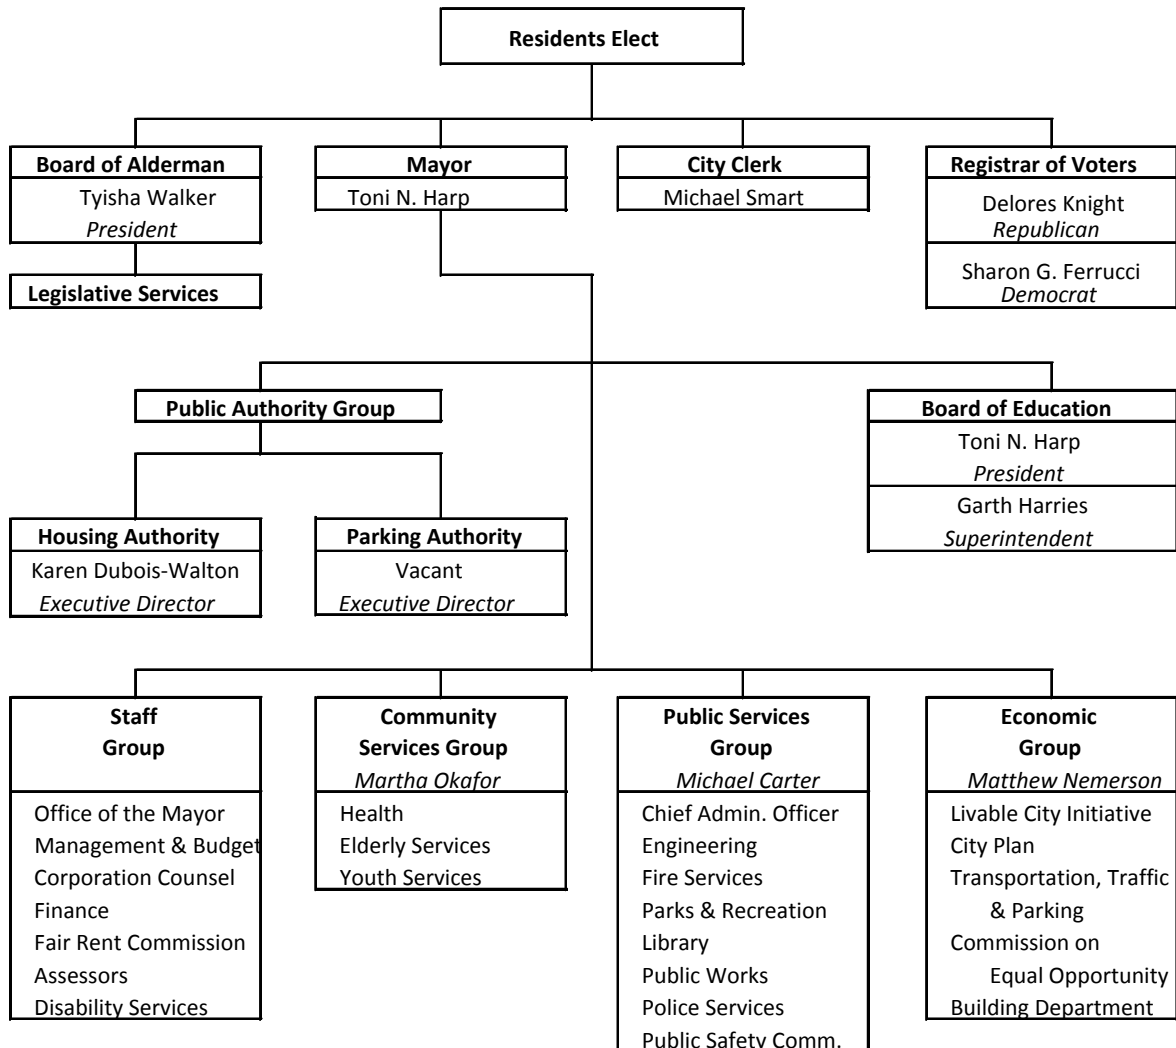 Residents Elect
Board of Alderman
Tyisha Walker
President
Legislative Services
Mayor
Toni N. Harp
City Clerk
Michael Smart
Registrar of Voters
Delores Knight
Republican
Sharon G. Ferrucci
Democrat
Public Authority Group
Housing Authority
Karen Dubois-Walton
Executive Director
Parking Authority
Vacant
Executive Director
Board of Education
Toni N. Harp
President
Garth Harries
Superintendent
Staff
Group
Office of the Mayor
Management & Budget
Corporation Counsel
Finance
Fair Rent Commission
Assessors
Disability Services
Community
Services Group
Martha Okafor
Health
Elderly Services
Youth Services
Public Services
Group
Michael Carter
Chief Admin. Officer
Engineering
Fire Services
Parks & Recreation
Library
Public Works
Police Services
Public Safety Comm.
Economic
Group
Matthew Nemerson
Livable City Initiative
City Plan
Transportation, Traffic
& Parking
Commission on
Equal Opportunity
Building Department